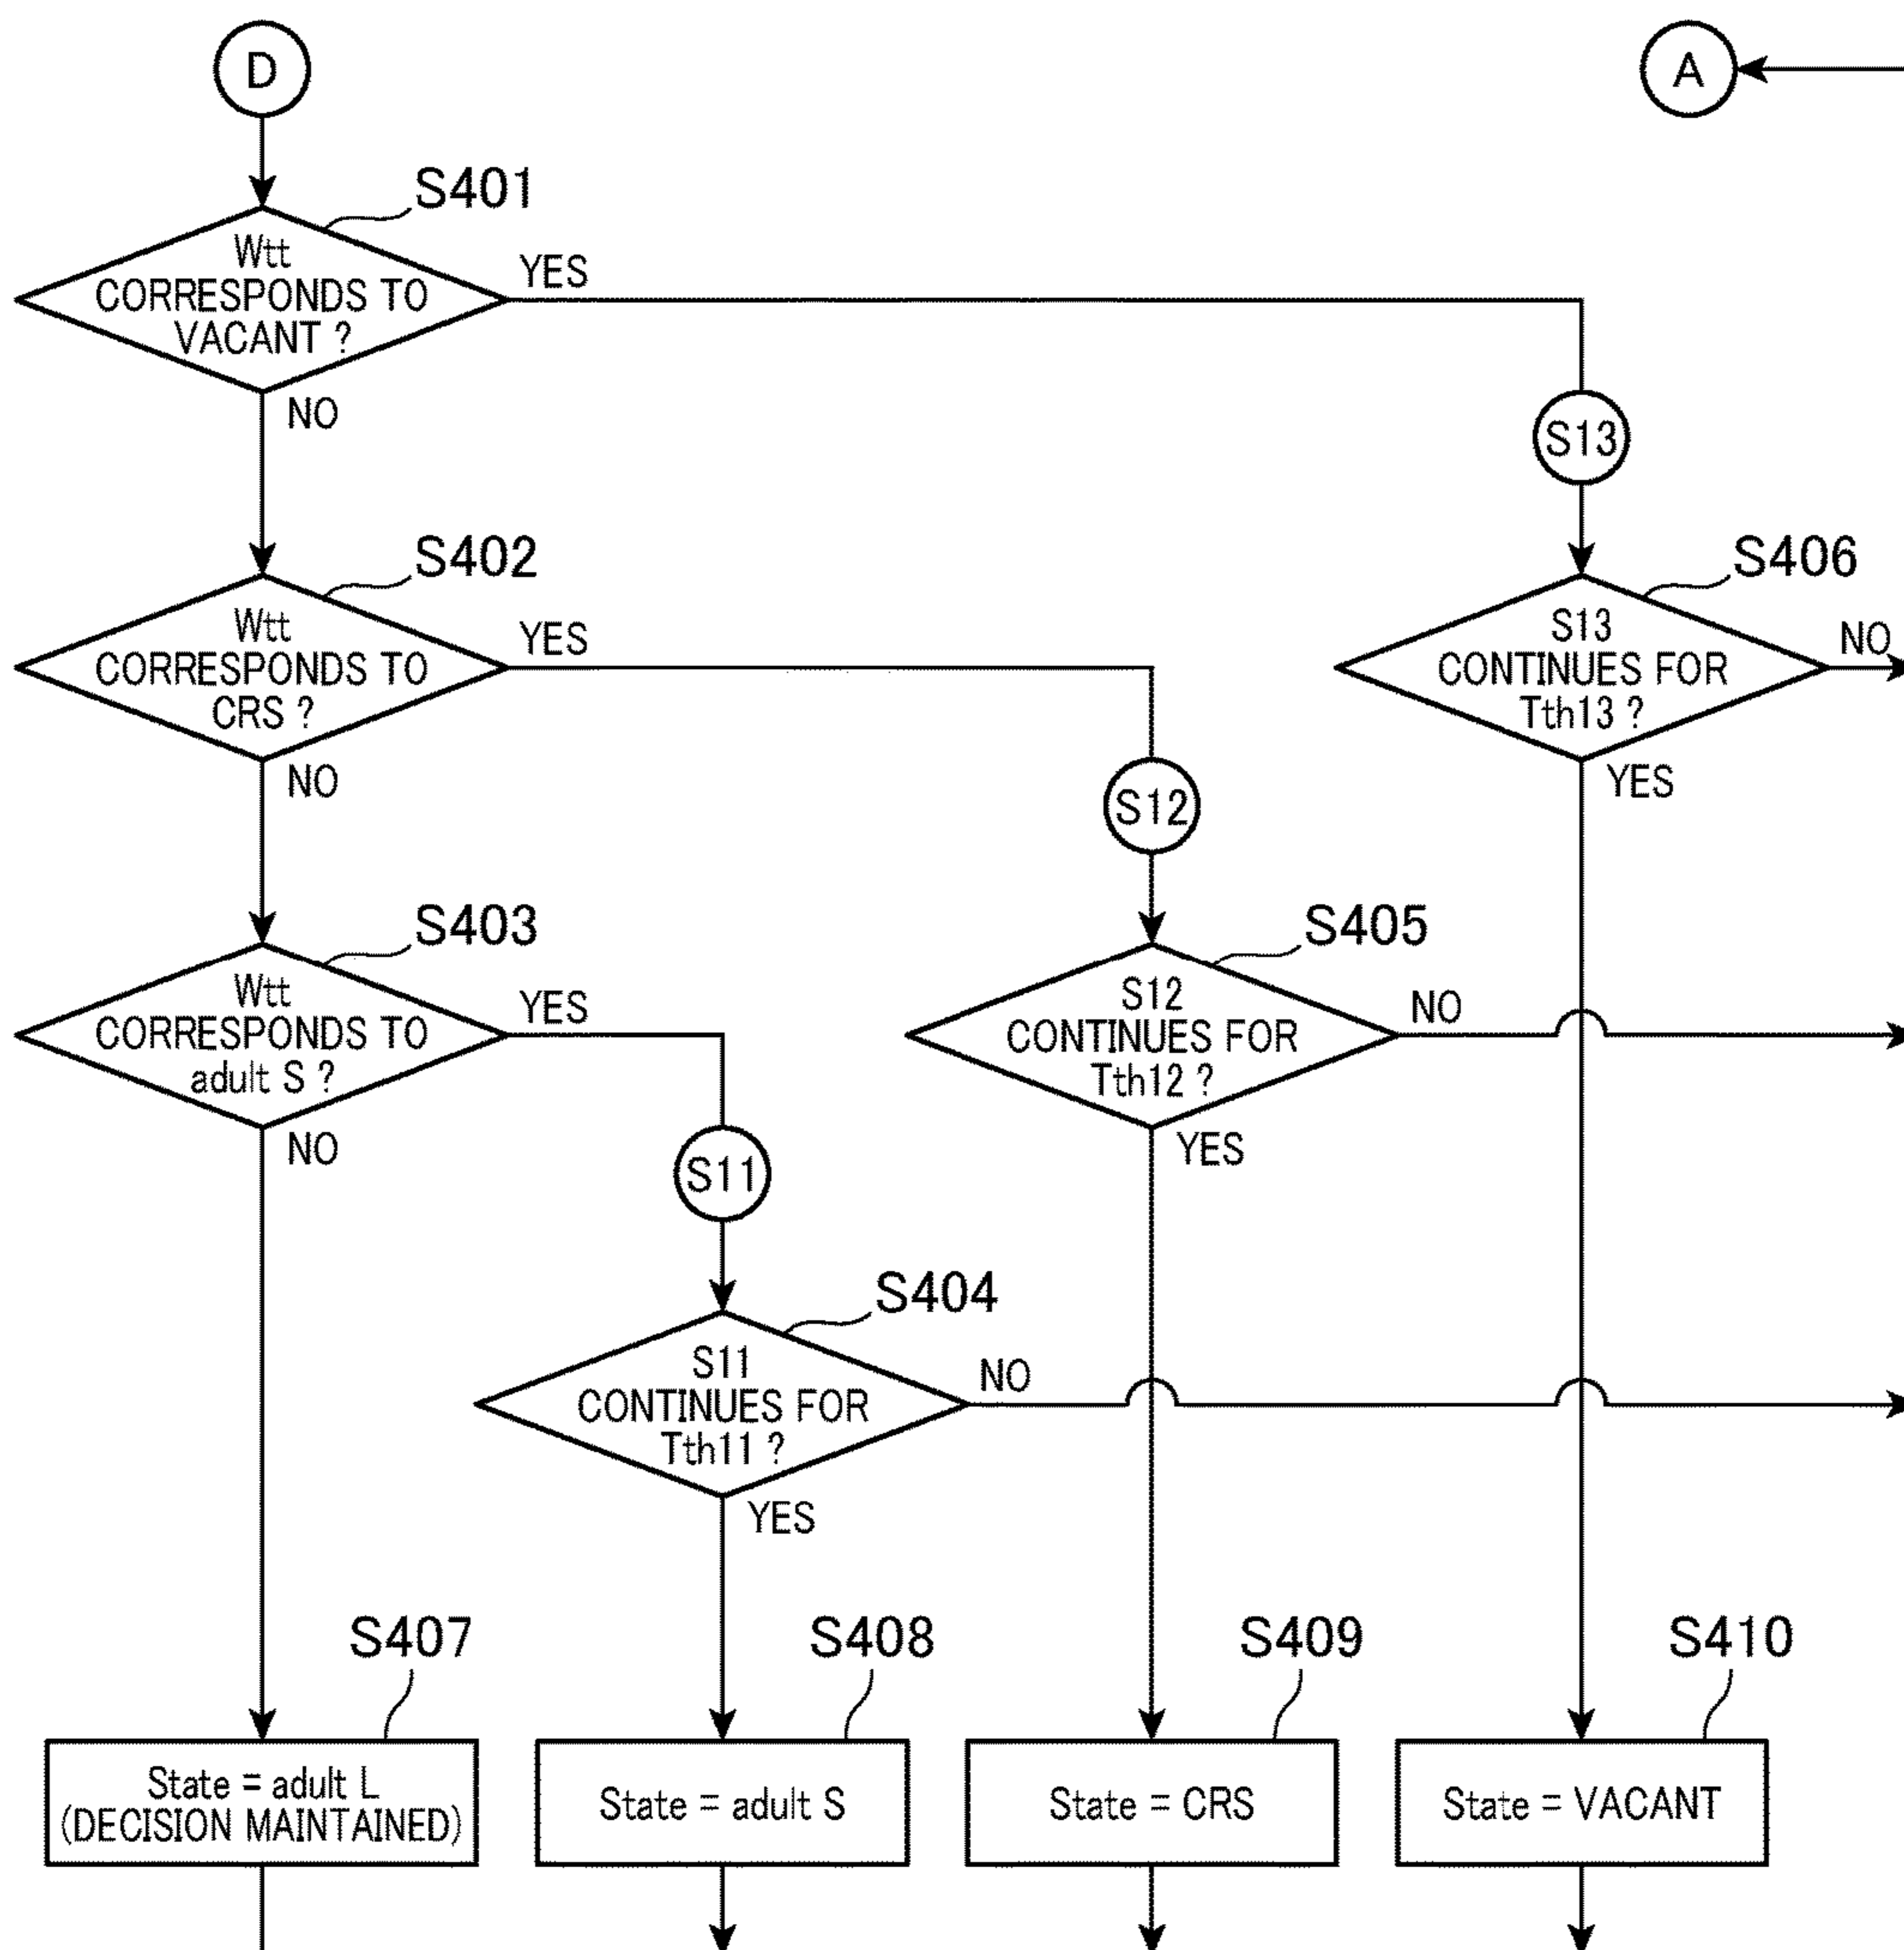 D
A
S401
Wtt
CORRESPONDS TO
VACANT ?
YES
NO
S13
S402
Wtt
CORRESPONDS TO
CRS ?
YES
NO
S406
S13
CONTINUES FOR
Tth13 ?
NO
YES
S12
S403
Wtt
CORRESPONDS TO
adult S ?
YES
NO
S405
S12
CONTINUES FOR
Tth12 ?
NO
YES
S11
S404
S11
CONTINUES FOR
Tth11 ?
NO
YES
S407
State = adult L
(DECISION MAINTAINED)
S408
State = adult S
S409
State = CRS
S410
State = VACANT